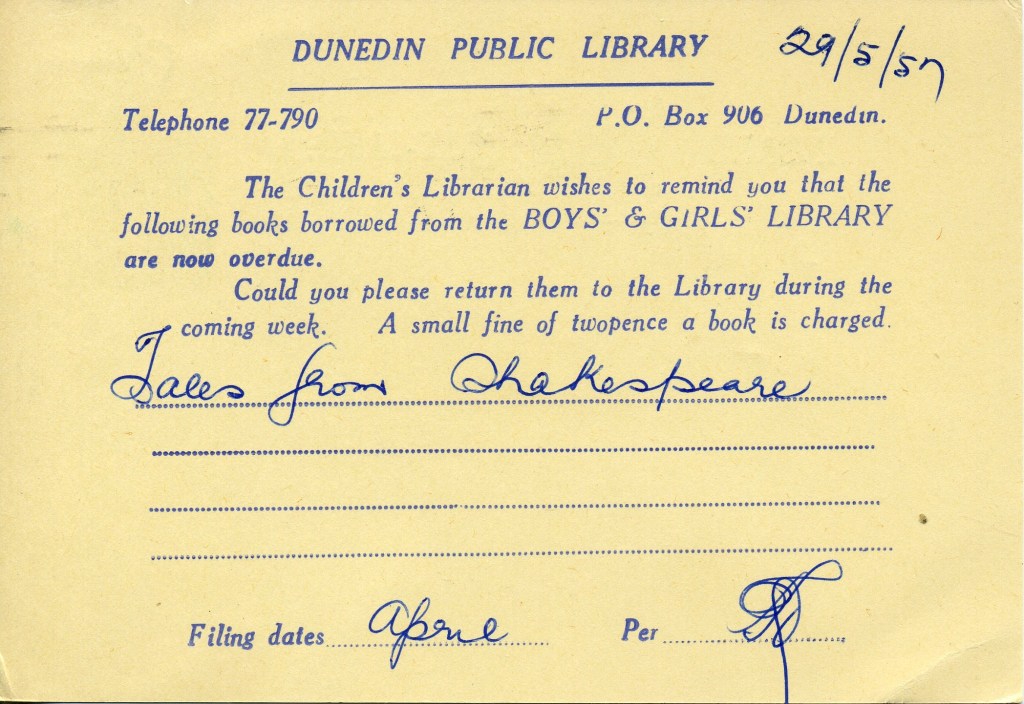 DUNEDIN PUBLIC LIBRARY
29/5/57
Telephone 77-790 P.O. Box 906 Dunedin.
The Children's Librarian wishes to remind you that the
following books borrowed from the BOYS' & GIRLS' LIBRARY
are now overdue.
Could you please return them to the Library during the
coming week. A small fine of twopence a book is charged.
Tales from Shakespeare
Filing dates April Per